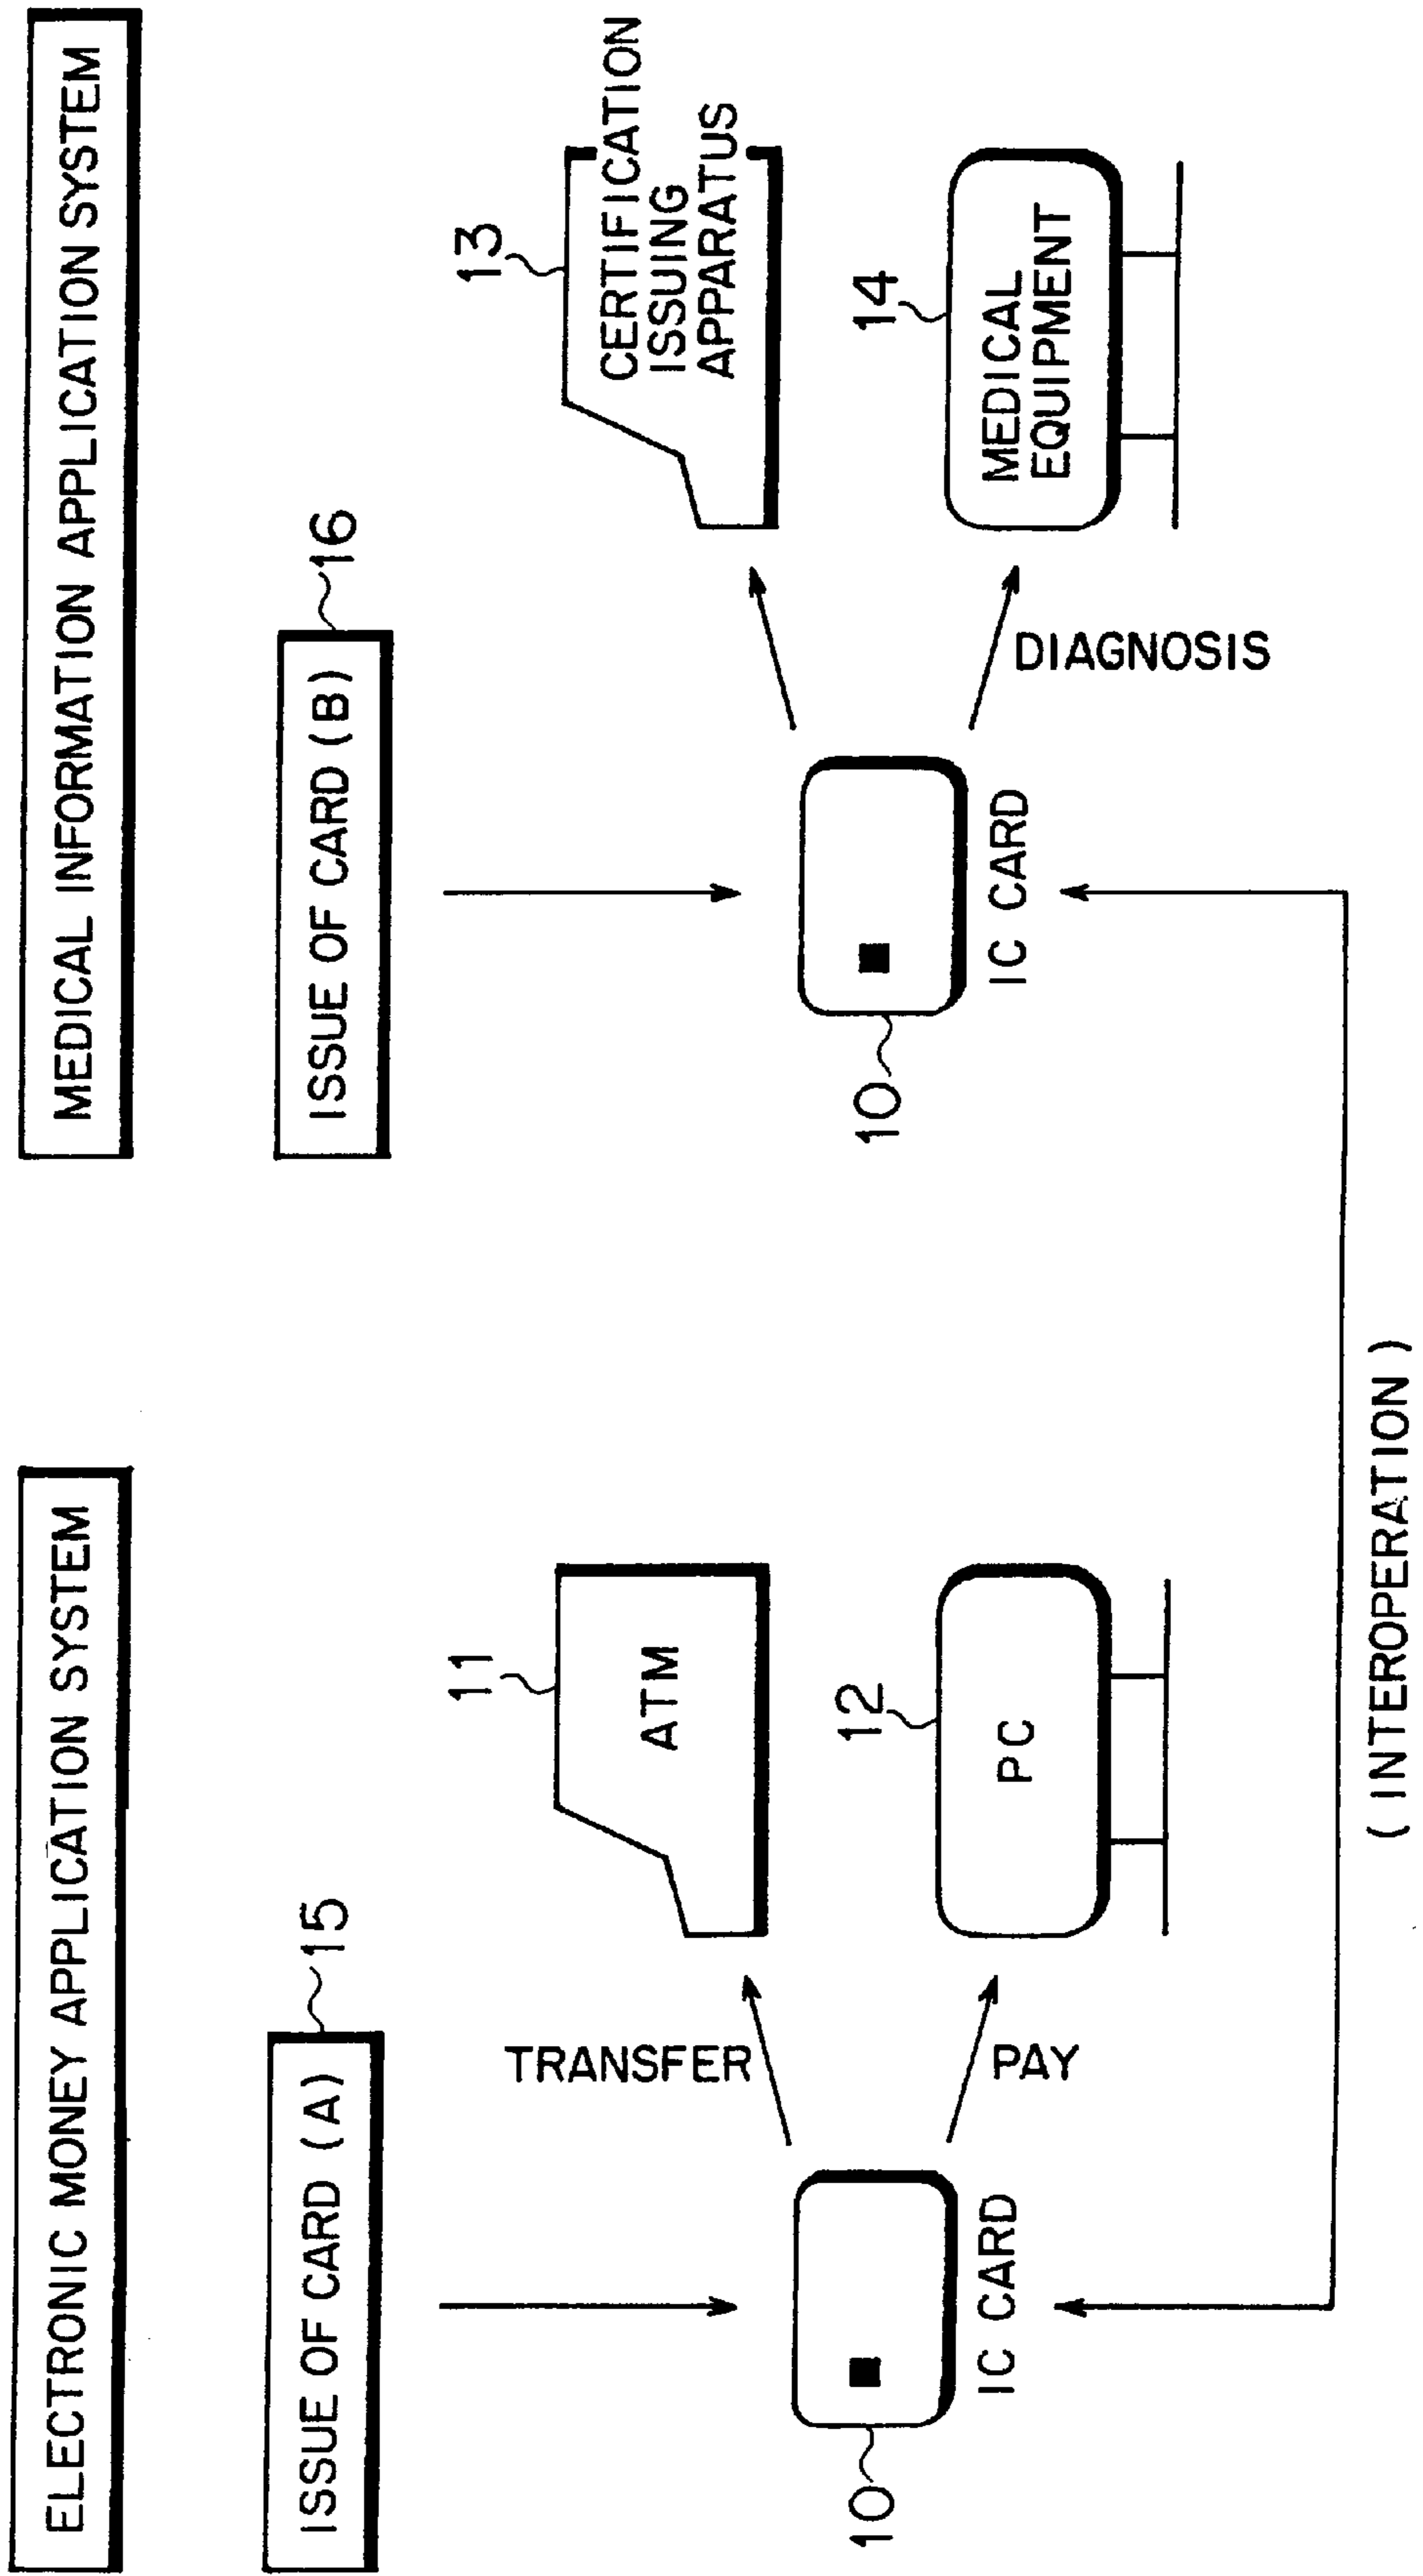 ELECTRONIC MONEY APPLICATION SYSTEM
ISSUE OF CARD (A)
15
11
ATM
TRANSFER
12
PC
PAY
10
IC CARD
MEDICAL INFORMATION APPLICATION SYSTEM
ISSUE OF CARD (B)
16
13
CERTIFICATION
ISSUING
APPARATUS
14
MEDICAL
EQUIPMENT
DIAGNOSIS
10
IC CARD
( INTEROPERATION )